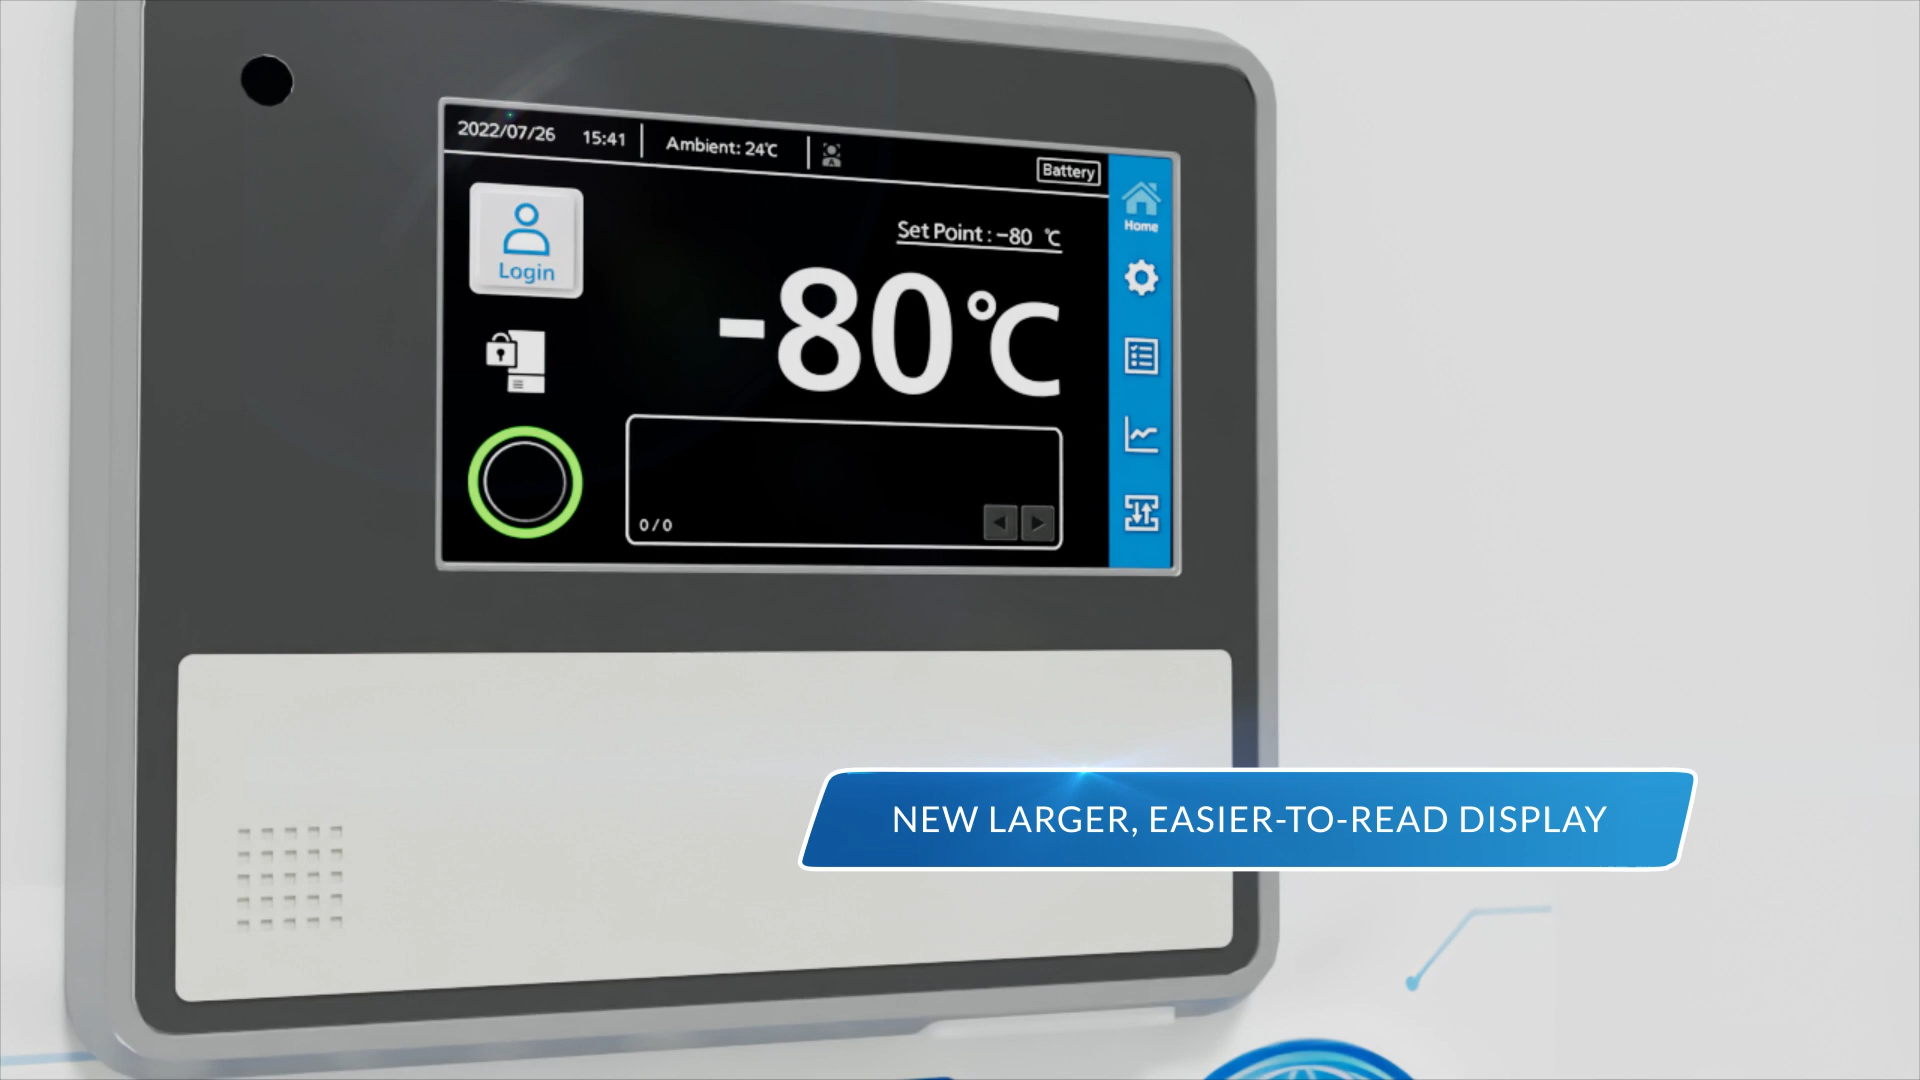 2022/07/26 15:41 Ambient: 24℃ Battery
Home
Login
Set Point : -80 ℃
-80℃
0 / 0
NEW LARGER, EASIER-TO-READ DISPLAY